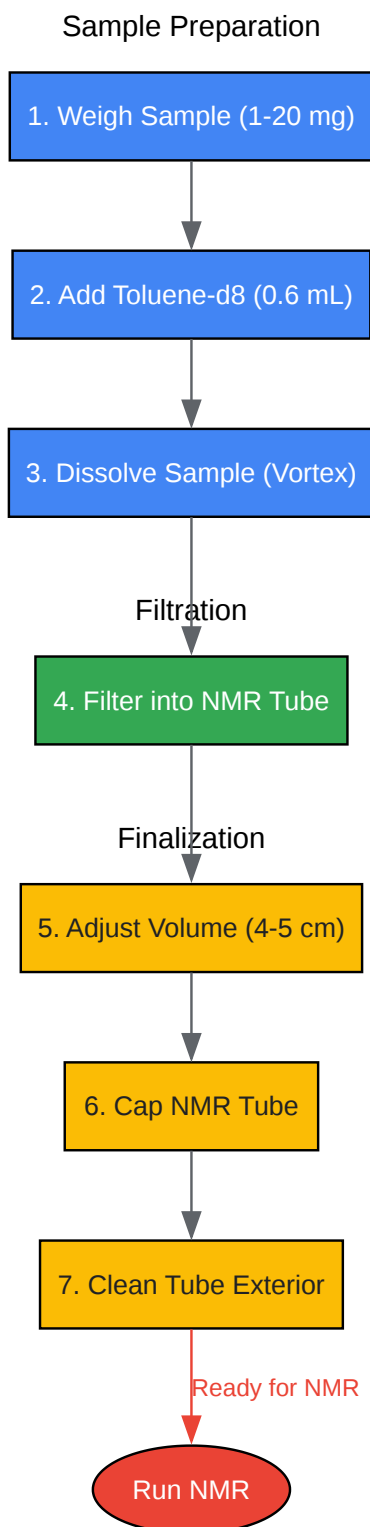 Sample Preparation
1. Weigh Sample (1-20 mg)
2. Add Toluene-d8 (0.6 mL)
3. Dissolve Sample (Vortex)
Filtration
4. Filter into NMR Tube
Finalization
5. Adjust Volume (4-5 cm)
6. Cap NMR Tube
7. Clean Tube Exterior
Ready for NMR
Run NMR